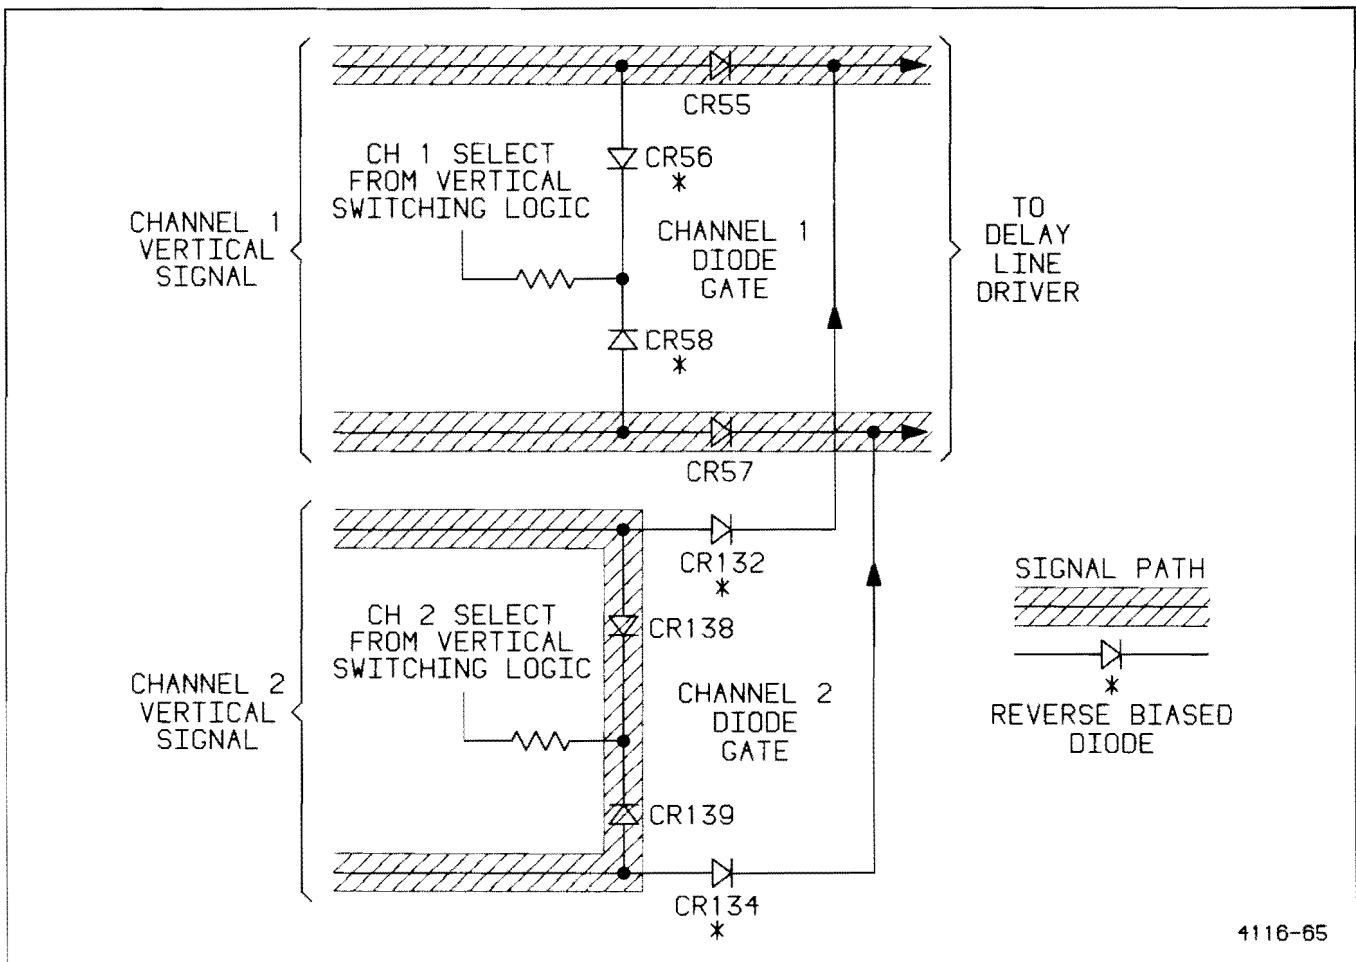 CR55
CH 1 SELECT
FROM VERTICAL
SWITCHING LOGIC
CR56
*
CHANNEL 1
VERTICAL
SIGNAL
CHANNEL 1
DIODE
GATE
TO
DELAY
LINE
DRIVER
CR58
*
CR57
CR132
*
SIGNAL PATH
CH 2 SELECT
FROM VERTICAL
SWITCHING LOGIC
CR138
*
REVERSE BIASED
DIODE
CHANNEL 2
VERTICAL
SIGNAL
CHANNEL 2
DIODE
GATE
CR139
CR134
*
4116-65